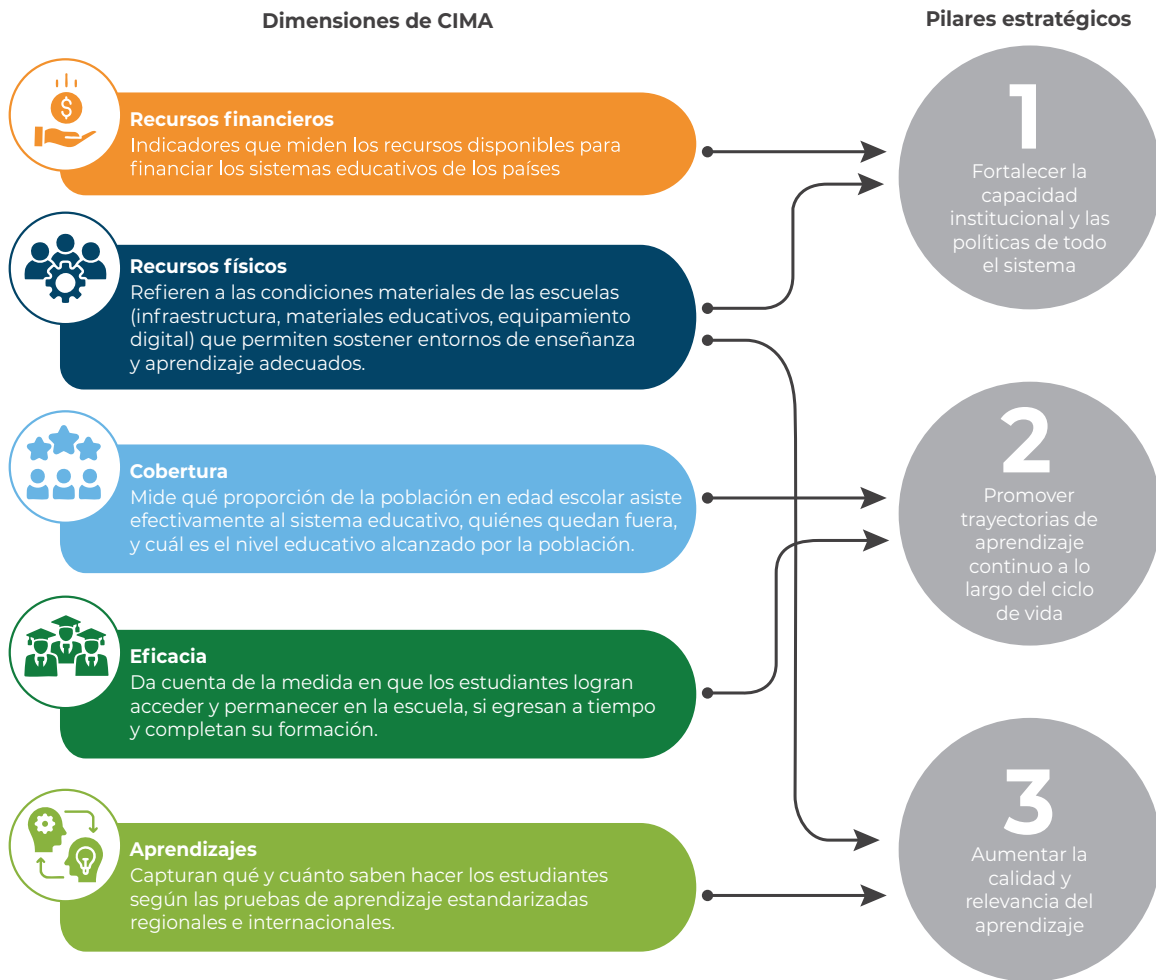 Dimensiones de CIMA
Pilares estratégicos
$
Recursos financieros
Indicadores que miden los recursos disponibles para
financiar los sistemas educativos de los países
Recursos físicos
Refieren a las condiciones materiales de las escuelas
(infraestructura, materiales educativos, equipamiento
digital) que permiten sostener entornos de enseñanza
y aprendizaje adecuados.
Cobertura
Mide qué proporción de la población en edad escolar asiste
efectivamente al sistema educativo, quiénes quedan fuera,
y cuál es el nivel educativo alcanzado por la población.
Eficacia
Da cuenta de la medida en que los estudiantes logran
acceder y permanecer en la escuela, si egresan a tiempo
y completan su formación.
Aprendizajes
Capturan qué y cuánto saben hacer los estudiantes
según las pruebas de aprendizaje estandarizadas
regionales e internacionales.
1
Fortalecer la
capacidad
institucional y las
políticas de todo
el sistema
2
Promover
trayectorias de
aprendizaje
continuo a lo
largo del ciclo
de vida
3
Aumentar la
calidad y
relevancia del
aprendizaje